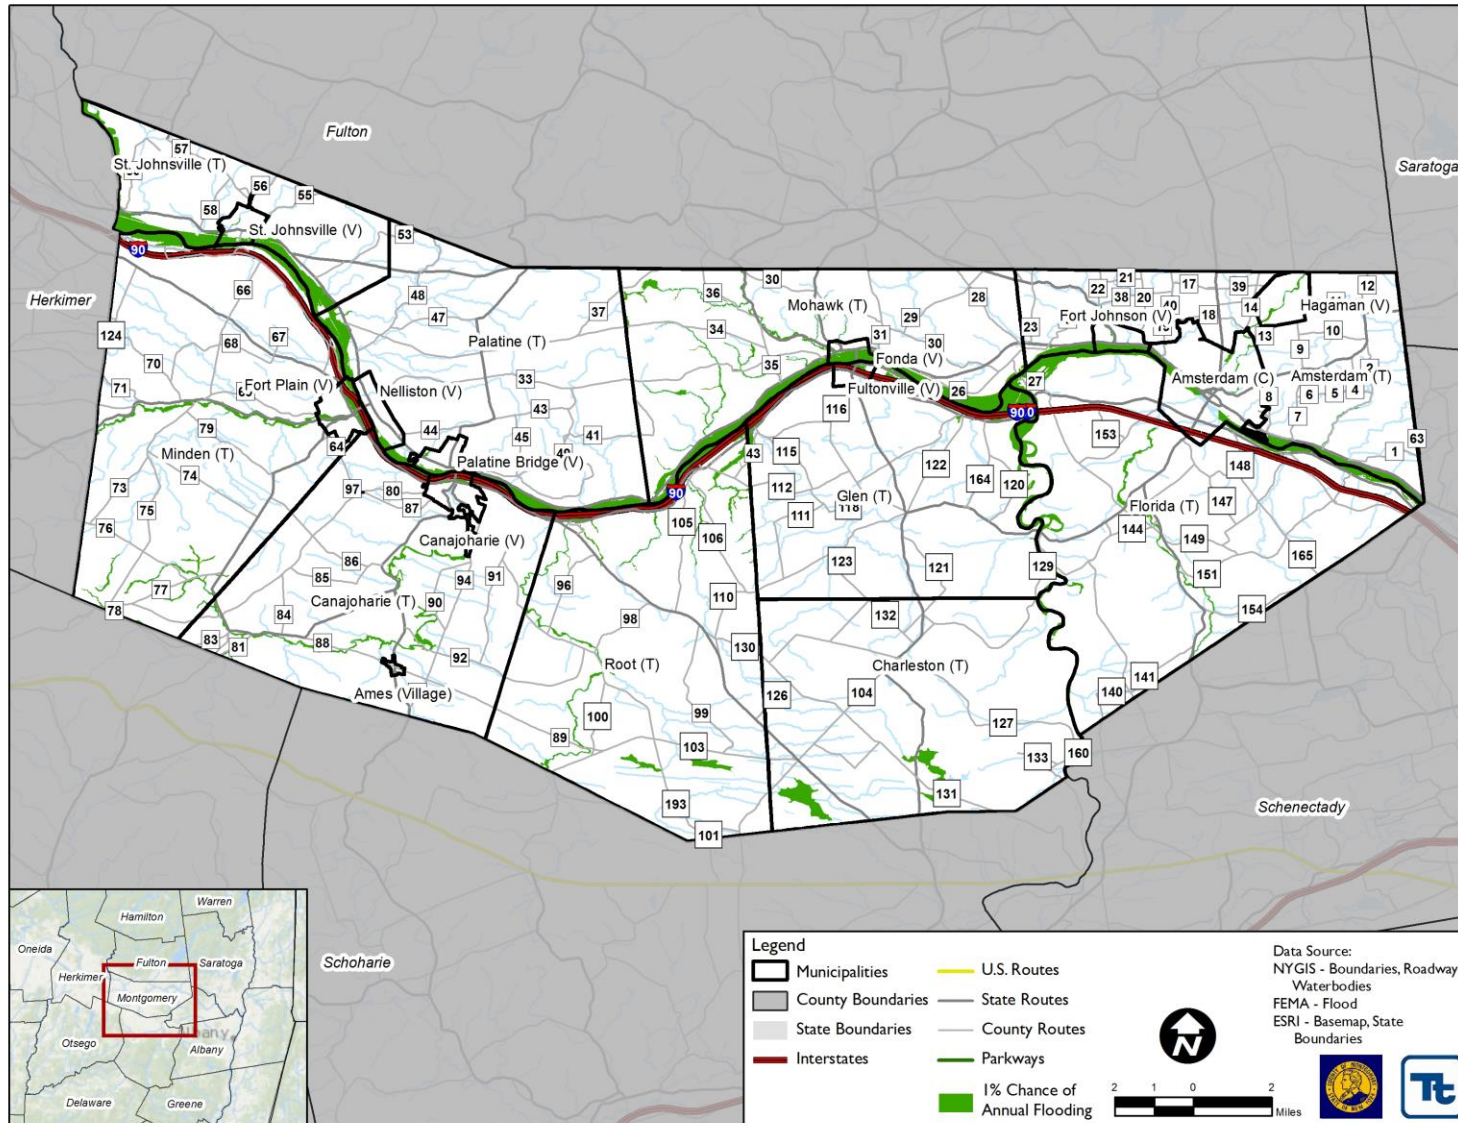 Fulton
Saratoga
57
St. Johnsville (T)
56
55
58
St. Johnsville (V)
53
90
Herkimer
66
48
47
37
36
30
Mohawk (T)
34
35
31
29
30
28
Fonda (V)
Fultonville (V)
26
116
23
22
21
38
20
40
17
18
39
14
Fort Johnson (V)
12
Hagaman (V)
10
13
9
Amsterdam (C)
Amsterdam (T)
8
6
5
4
7
27
124
68
67
70
71
Fort Plain (V)
Nelliston (V)
Palatine (T)
33
43
45
41
44
Palatine Bridge (V)
79
Minden (T)
74
64
73
75
76
77
78
97
80
87
Canajoharie (V)
86
85
94
91
Canajoharie (T)
90
84
88
83
81
92
Ames (Village)
90
43
115
112
111
Glen (T)
122
164
120
123
121
129
105
106
110
96
98
Root (T)
130
126
100
99
89
103
193
101
132
Charleston (T)
104
127
133
160
131
90
153
148
147
Florida (T)
144
149
151
165
154
141
140
1
63
Schenectady
Schoharie
Hamilton
Warren
Oneida
Fulton
Saratoga
Herkimer
Montgomery
Otsego
Albany
Delaware
Greene
Legend
Municipalities
County Boundaries
State Boundaries
Interstates
U.S. Routes
State Routes
County Routes
Parkways
1% Chance of
Annual Flooding
N
2 1 0 2
Miles
Data Source:
NYGIS - Boundaries, Roadway
Waterbodies
FEMA - Flood
ESRI - Basemap, State
Boundaries
Tt